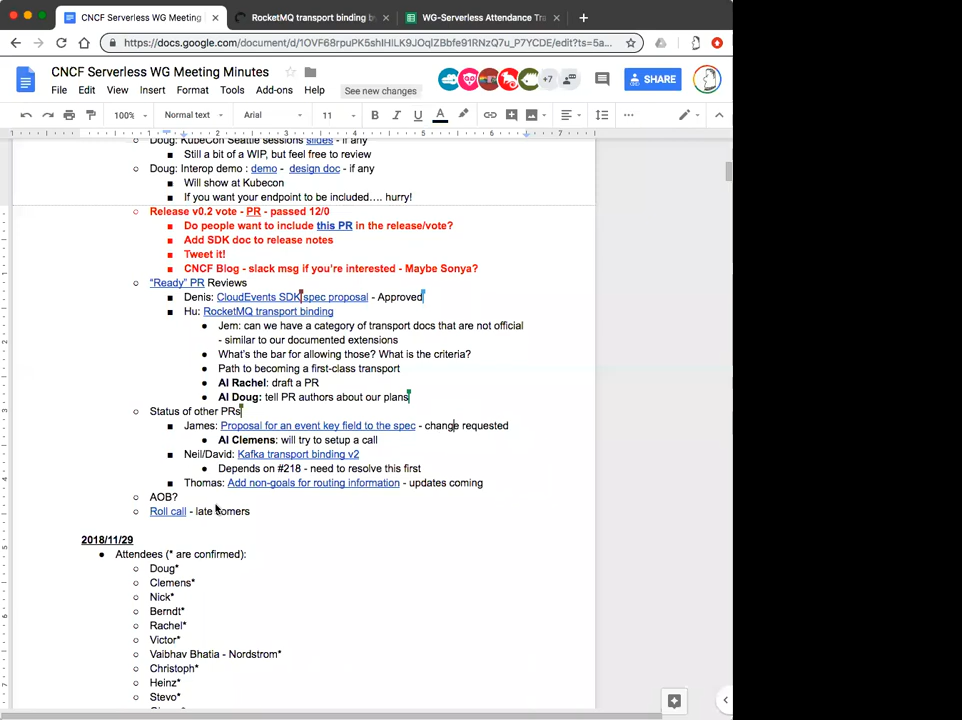 CNCF Serverless WG Meeting
RocketMQ transport binding b
WG-Serverless Attendance Tra
https://docs.google.com/document/d/1OVF68rpuPK5shIHILK9JOqlZBbfe91RNzQ7u_P7YCDE/edit?ts=5a...
CNCF Serverless WG Meeting Minutes
+7
SHARE
File Edit View Insert Format Tools Add-ons Help
See new changes
100% Normal text Arial 11 B I U A
1 1 2 3 4 5 6 7
Doug: KubeCon Seattle sessions slides - if any
Still a bit of a WIP, but feel free to review
Doug: Interop demo : demo - design doc - if any
Will show at Kubecon
If you want your endpoint to be included.... hurry!
Release v0.2 vote - PR - passed 12/0
Do people want to include this PR in the release/vote?
Add SDK doc to release notes
Tweet it!
CNCF Blog - slack msg if you're interested - Maybe Sonya?
“Ready” PR Reviews
Denis: CloudEvents SDK spec proposal - Approved
Hu: RocketMQ transport binding
Jem: can we have a category of transport docs that are not official
- similar to our documented extensions
What's the bar for allowing those? What is the criteria?
Path to becoming a first-class transport
AI Rachel: draft a PR
AI Doug: tell PR authors about our plans
Status of other PRs
James: Proposal for an event key field to the spec - change requested
AI Clemens: will try to setup a call
Neil/David: Kafka transport binding v2
Depends on #218 - need to resolve this first
Thomas: Add non-goals for routing information - updates coming
AOB?
Roll call - late comers
2018/11/29
Attendees (* are confirmed):
Doug*
Clemens*
Nick*
Berndt*
Rachel*
Victor*
Vaibhav Bhatia - Nordstrom*
Christoph*
Heinz*
Stevo*